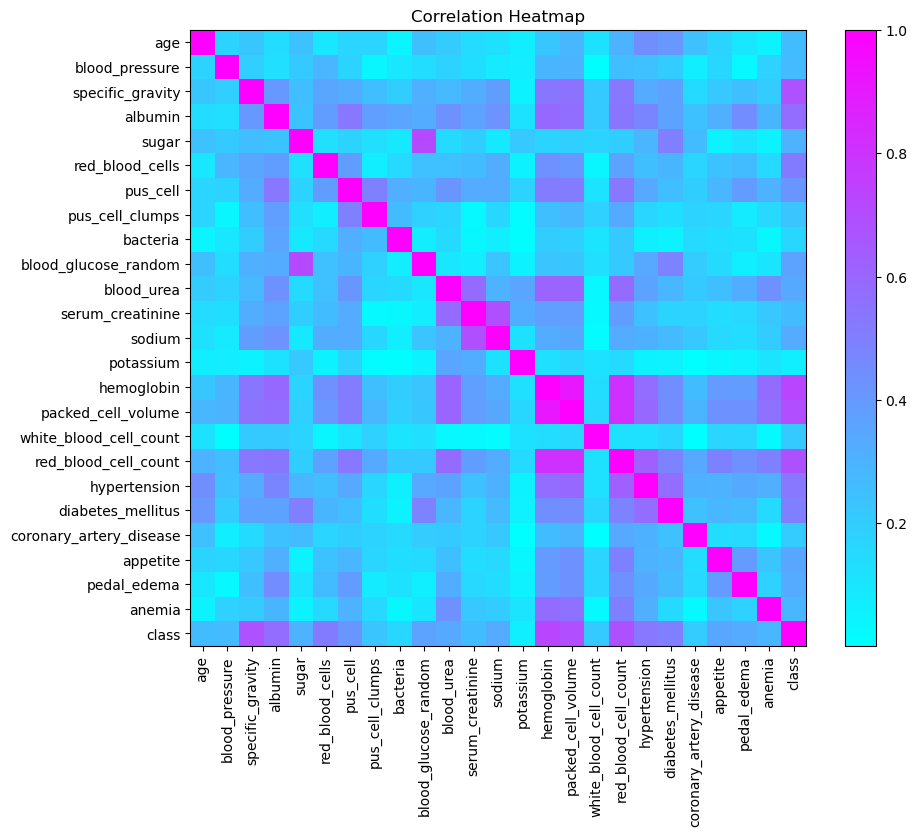 Correlation Heatmap
age
blood_pressure
specific_gravity
albumin
sugar
red_blood_cells
pus_cell
pus_cell_clumps
bacteria
blood_glucose_random
blood_urea
serum_creatinine
sodium
potassium
hemoglobin
packed_cell_volume
white_blood_cell_count
red_blood_cell_count
hypertension
diabetes_mellitus
coronary_artery_disease
appetite
pedal_edema
anemia
class
age
blood_pressure
specific_gravity
albumin
sugar
red_blood_cells
pus_cell
pus_cell_clumps
bacteria
blood_glucose_random
blood_urea
serum_creatinine
sodium
potassium
hemoglobin
packed_cell_volume
white_blood_cell_count
red_blood_cell_count
hypertension
diabetes_mellitus
coronary_artery_disease
appetite
pedal_edema
anemia
class
1.0
0.8
0.6
0.4
0.2